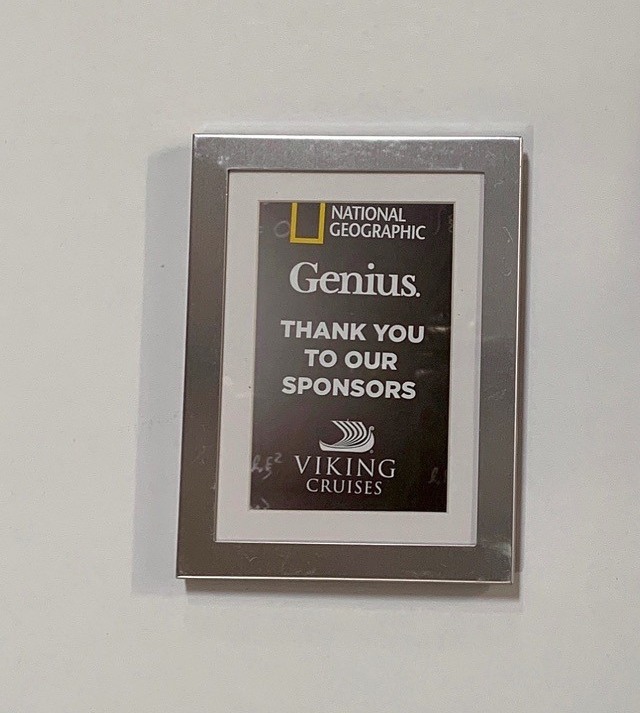 NATIONAL
GEOGRAPHIC
Genius.
THANK YOU
TO OUR
SPONSORS
VIKING
CRUISES